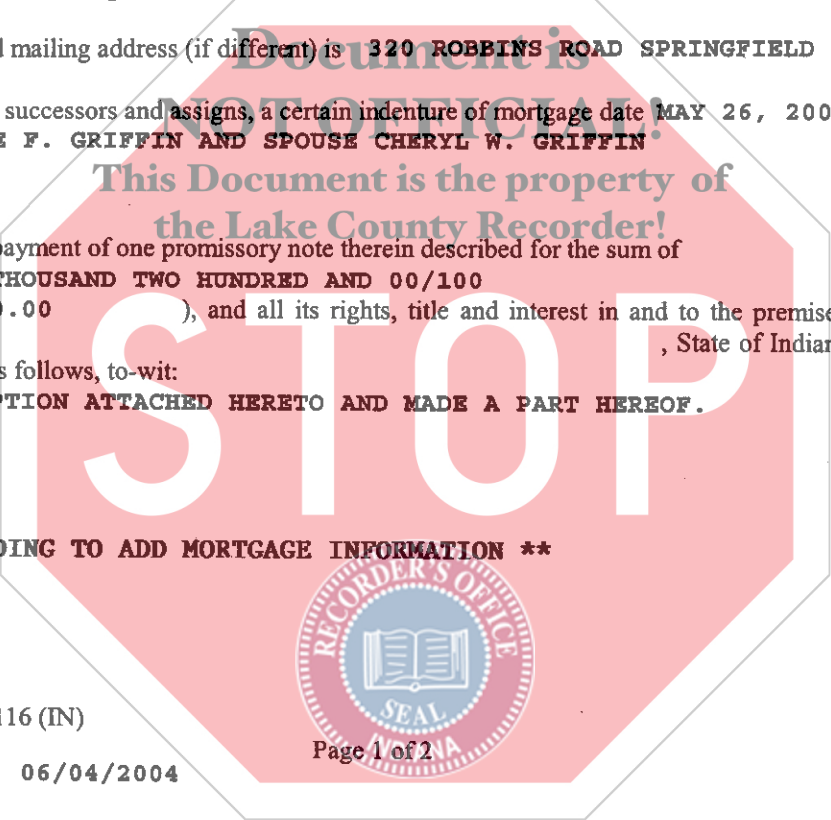 mailing address (if different) is 320 ROBBINS ROAD SPRINGFIELD
Document is
successors and assigns, a certain indenture of mortgage date MAY 26, 200
NOT OFFICIAL!
F. GRIFFIN AND SPOUSE CHERYL W. GRIFFIN
This Document is the property of
the Lake County Recorder!
payment of one promissory note therein described for the sum of
THOUSAND TWO HUNDRED AND 00/100
.00 ), and all its rights, title and interest in and to the premise
, State of Indian
s follows, to-wit:
PTION ATTACHED HERETO AND MADE A PART HEREOF.
STOP
DING TO ADD MORTGAGE INFORMATION **
RECORDER'S OFFICE
SEAL
INDIANA
116 (IN)
Page 1 of 2
06/04/2004